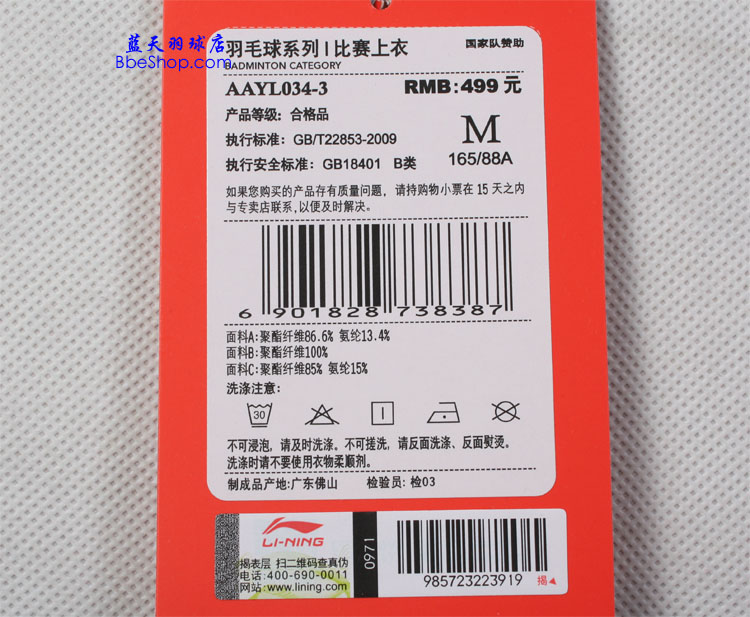 蓝天羽球店
BbeShop.com
羽毛球系列 | 比赛上衣
国家队赞助
BADMINTON CATEGORY
AAYL034-3
RMB:499 元
产品等级: 合格品
执行标准: GB/T22853-2009
M
执行安全标准: GB18401 B类
165/88A
如果您购买的产品存有质量问题, 请持购物小票在 15 天之内
与专卖店联系, 以便及时解决。
6 901828 738387
面料A:聚酯纤维86.6% 氨纶13.4%
面料B:聚酯纤维100%
面料C:聚酯纤维85% 氨纶15%
洗涤注意:
30
不可浸泡, 请及时洗涤。不可搓洗, 请反面洗涤、反面熨烫。
洗涤时请不要使用衣物柔顺剂。
制成品产地:广东佛山
检验员: 检03
LI-NING
揭表层 扫二维码查真伪
电话:400-690-0011
网站:www.lining.com
0971
985723223919
揭